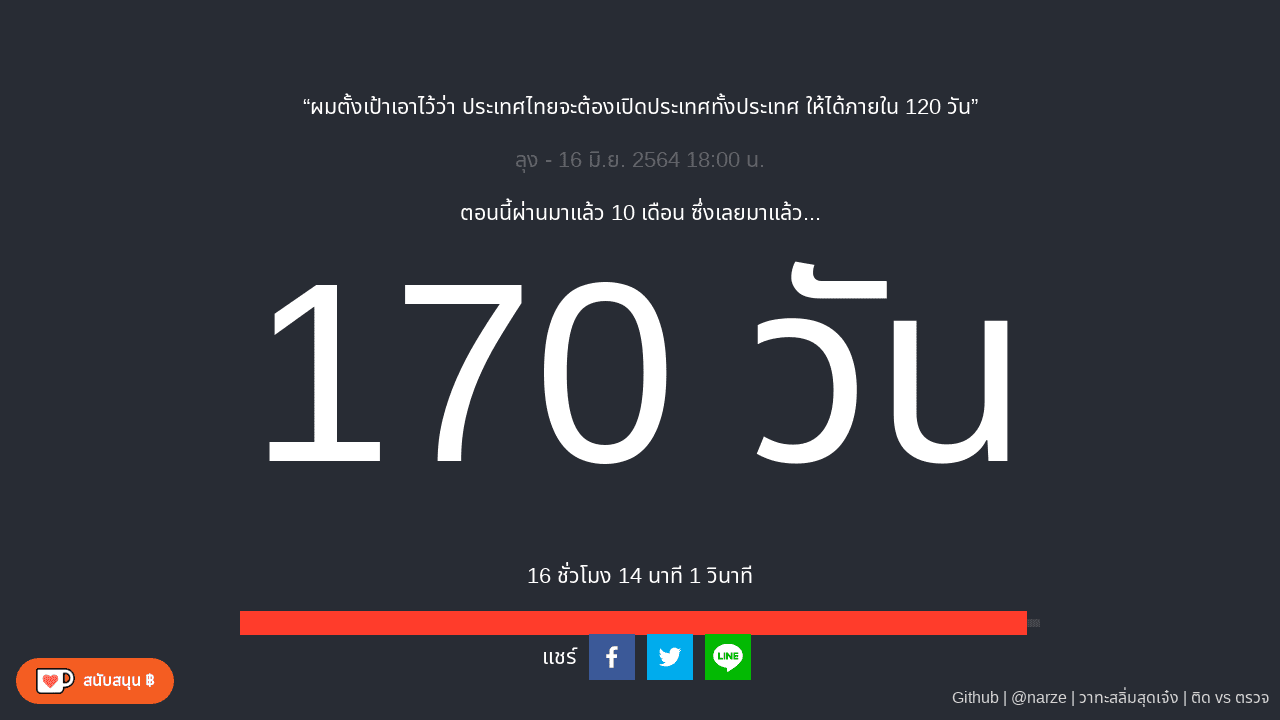 “ผมตั้งเป้าเอาไว้ว่า ประเทศไทยจะต้องเปิดประเทศทั้งประเทศ ให้ได้ภายใน 120 วัน”
ลุง - 16 มิ.ย. 2564 18:00 น.
ตอนนี้ผ่านมาแล้ว 10 เดือน ซึ่งเลยมาแล้ว...
170 วัน
16 ชั่วโมง 14 นาที 1 วินาที
แชร์
LINE
สนับสนุน ฿
Github | @narze | วาทะสลิ่มสุดเจ๋ง | ติด vs ตรวจ